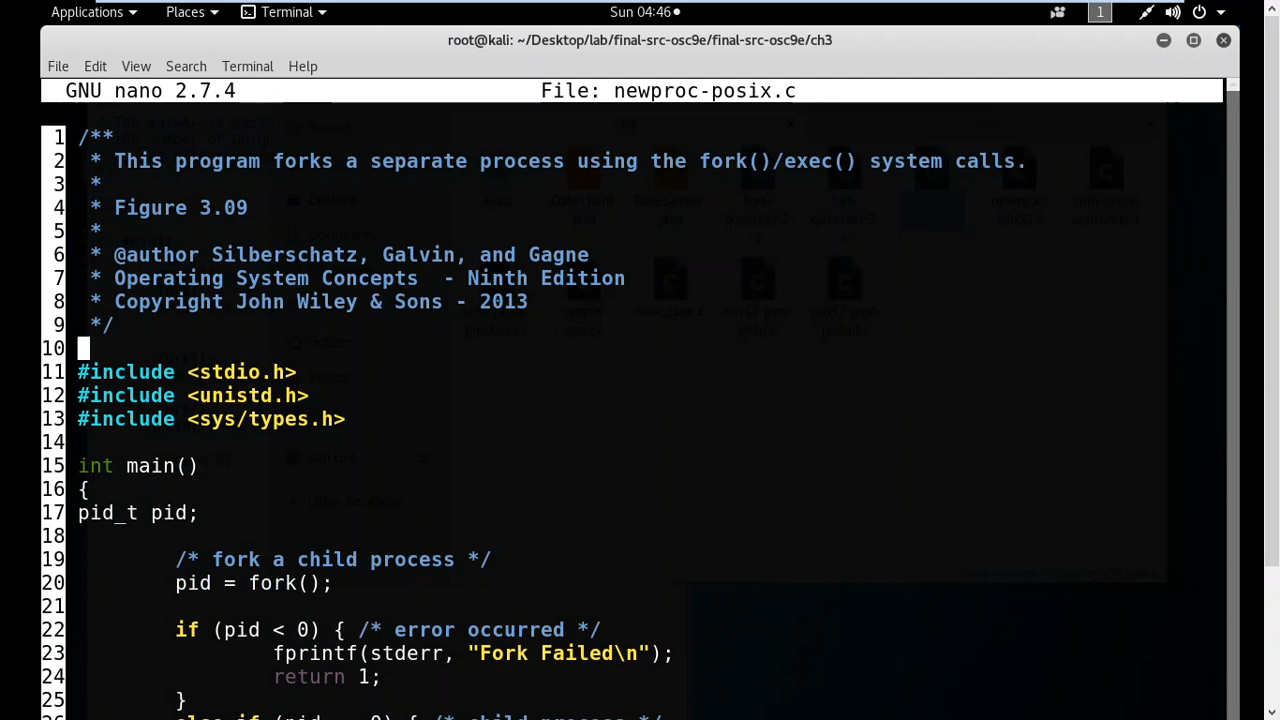 Applications Places Terminal Sun 04:46 1
root@kali: ~/Desktop/lab/final-src-osc9e/final-src-osc9e/ch3
File Edit View Search Terminal Help
GNU nano 2.7.4 File: newproc-posix.c
1 /**
2  * This program forks a separate process using the fork()/exec() system calls.
3  *
4  * Figure 3.09
5  *
6  * @author Silberschatz, Galvin, and Gagne
7  * Operating System Concepts  - Ninth Edition
8  * Copyright John Wiley & Sons - 2013
9  */
10
11 #include <stdio.h>
12 #include <unistd.h>
13 #include <sys/types.h>
14
15 int main()
16 {
17 pid_t pid;
18
19         /* fork a child process */
20         pid = fork();
21
22         if (pid < 0) { /* error occurred */
23                 fprintf(stderr, "Fork Failed\n");
24                 return 1;
25         }